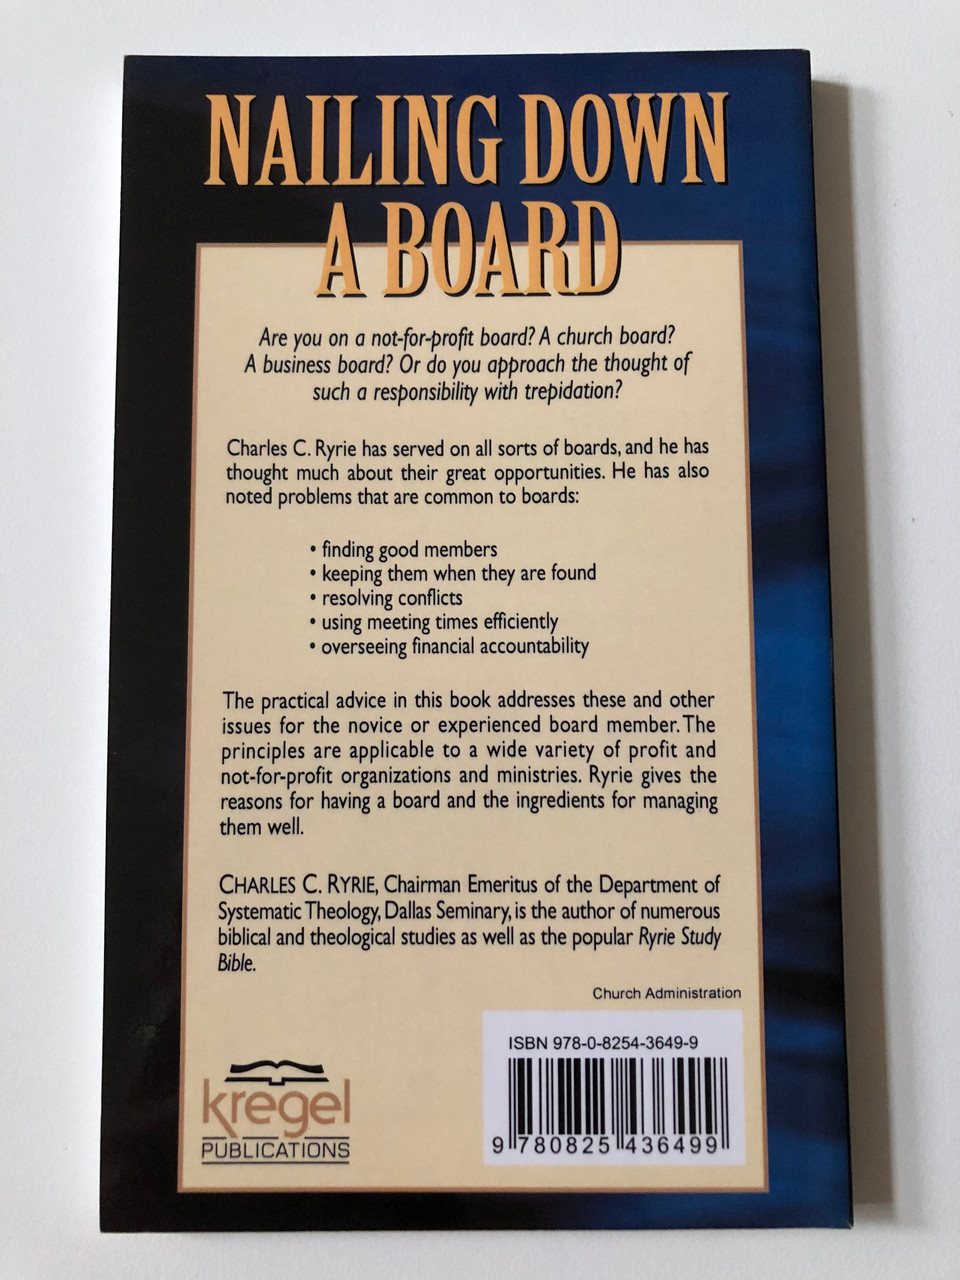 NAILING DOWN
A BOARD
Are you on a not-for-profit board? A church board?
A business board? Or do you approach the thought of
such a responsibility with trepidation?
Charles C. Ryrie has served on all sorts of boards, and he has
thought much about their great opportunities. He has also
noted problems that are common to boards:
• finding good members
• keeping them when they are found
• resolving conflicts
• using meeting times efficiently
• overseeing financial accountability
The practical advice in this book addresses these and other
issues for the novice or experienced board member. The
principles are applicable to a wide variety of profit and
not-for-profit organizations and ministries. Ryrie gives the
reasons for having a board and the ingredients for managing
them well.
CHARLES C. RYRIE, Chairman Emeritus of the Department of
Systematic Theology, Dallas Seminary, is the author of numerous
biblical and theological studies as well as the popular Ryrie Study
Bible.
Church Administration
ISBN 978-0-8254-3649-9
9 780825 436499
kregel
PUBLICATIONS